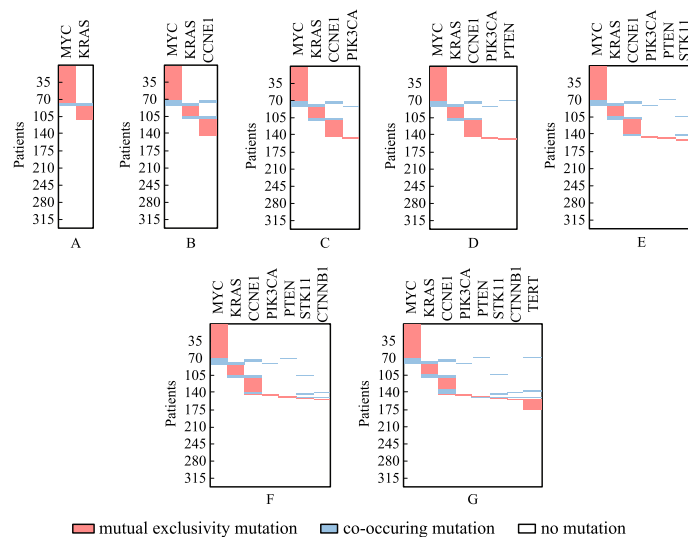 MYC KRAS
MYC KRAS CCNE1
MYC KRAS CCNE1 PIK3CA
MYC KRAS CCNE1 PIK3CA PTEN
MYC KRAS CCNE1 PIK3CA PTEN STK11
Patients 35 70 105 140 175 210 245 280 315
A
Patients 35 70 105 140 175 210 245 280 315
B
Patients 35 70 105 140 175 210 245 280 315
C
Patients 35 70 105 140 175 210 245 280 315
D
Patients 35 70 105 140 175 210 245 280 315
E
MYC KRAS CCNE1 PIK3CA PTEN STK11 CTNNB1
MYC KRAS CCNE1 PIK3CA PTEN STK11 CTNNB1 TERT
Patients 35 70 105 140 175 210 245 280 315
F
Patients 35 70 105 140 175 210 245 280 315
G
mutual exclusivity mutation co-occuring mutation no mutation